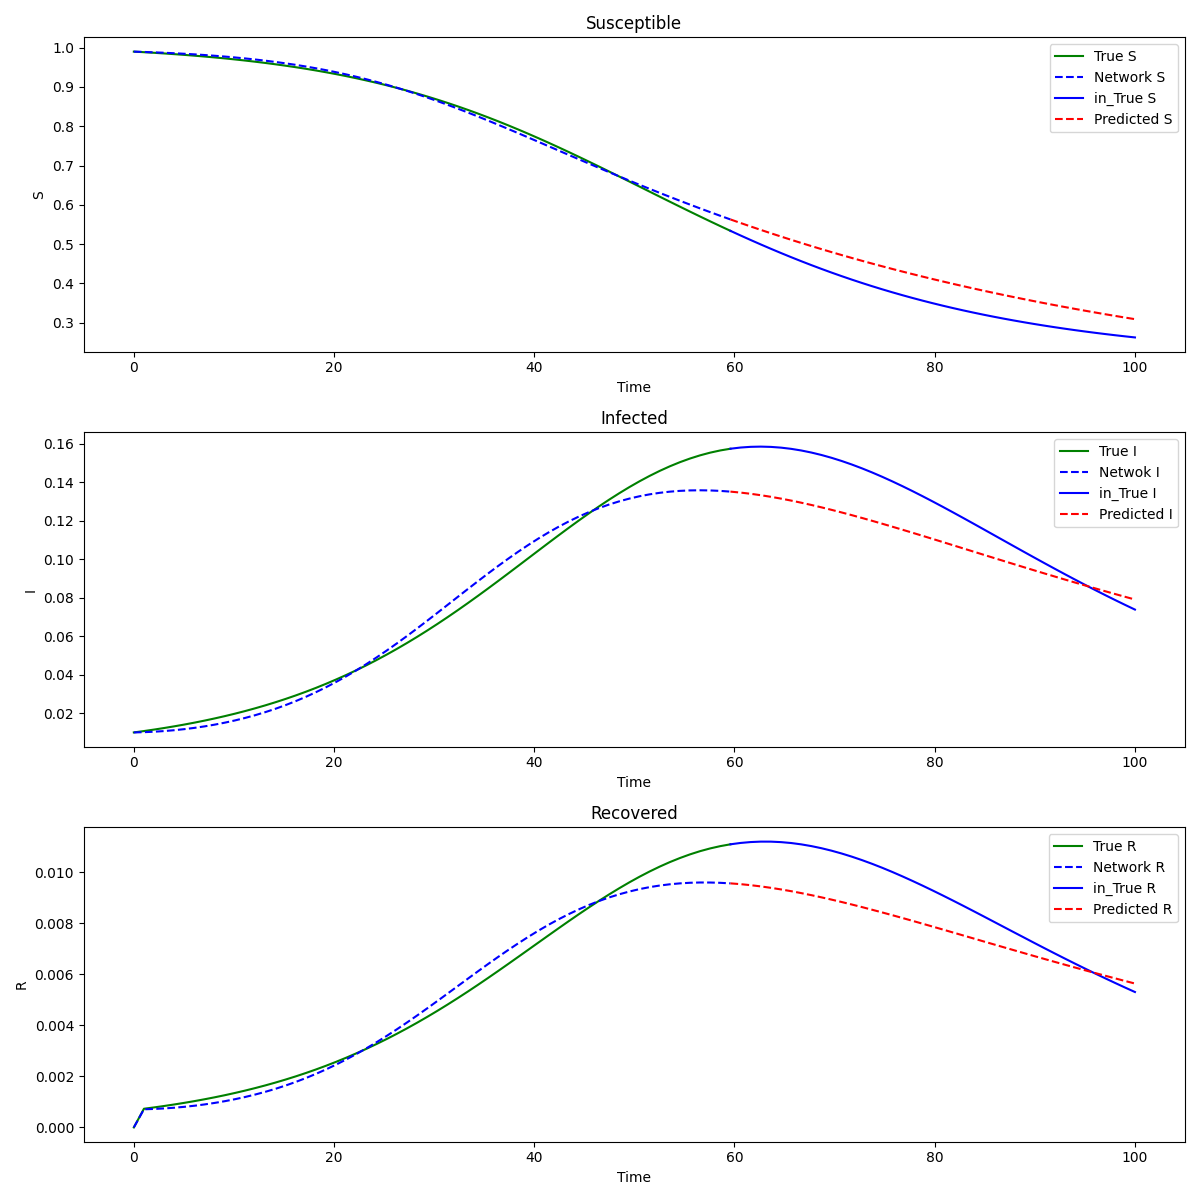 Susceptible
1.0
0.9
0.8
0.7
0.6
0.5
0.4
0.3
S
True S
Network S
in_True S
Predicted S
0 20 40 60 80 100
Time
Infected
0.16
0.14
0.12
0.10
0.08
0.06
0.04
0.02
I
True I
Netwok I
in_True I
Predicted I
0 20 40 60 80 100
Time
Recovered
0.010
0.008
0.006
0.004
0.002
0.000
R
True R
Network R
in_True R
Predicted R
0 20 40 60 80 100
Time